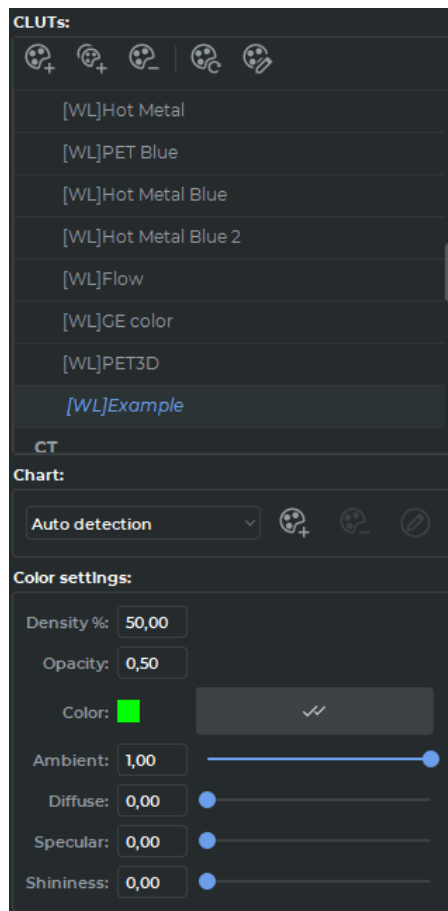 CLUTs:
[WL]Hot Metal
[WL]PET Blue
[WL]Hot Metal Blue
[WL]Hot Metal Blue 2
[WL]Flow
[WL]GE color
[WL]PET3D
[WL]Example
CT
Chart:
Auto detection
Color settings:
Density %: 50,00
Opacity: 0,50
Color:
Ambient: 1,00
Diffuse: 0,00
Specular: 0,00
Shininess: 0,00